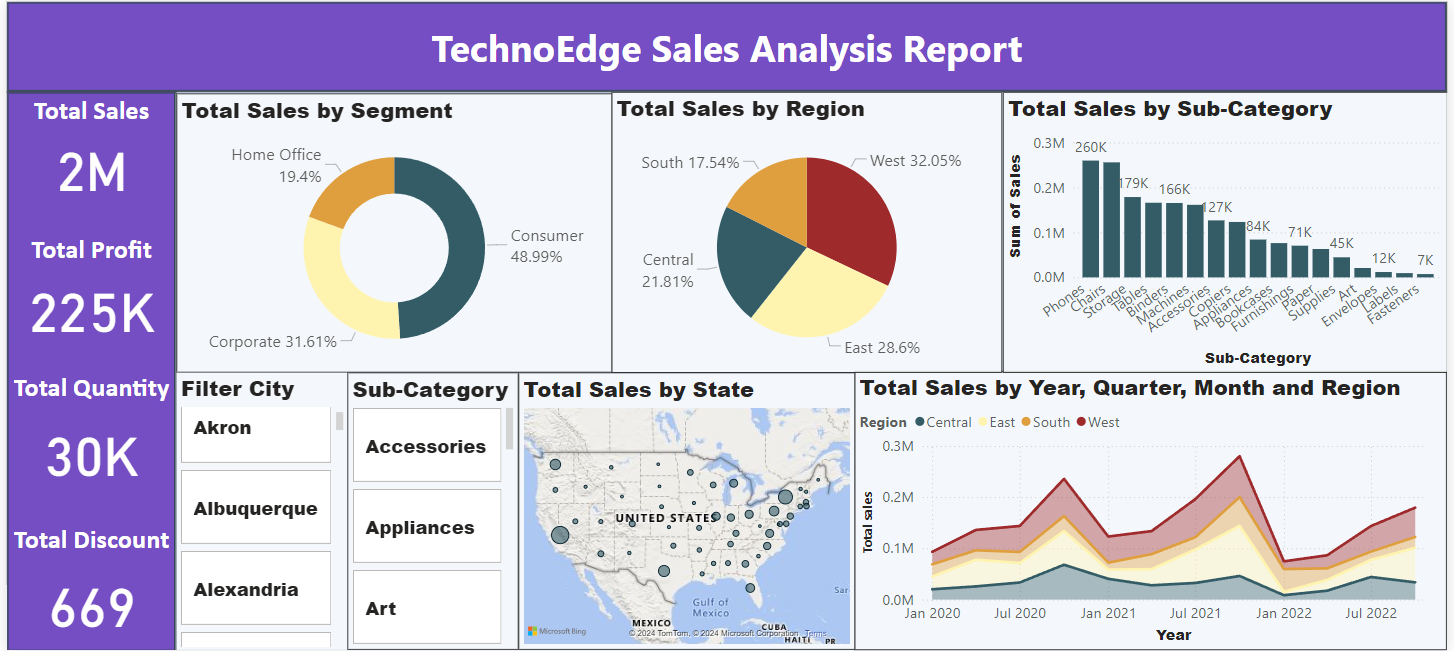 TechnoEdge Sales Analysis Report
Total Sales
2M
Total Profit
225K
Total Quantity
30K
Total Discount
669
Total Sales by Segment
Home Office
19.4%
Consumer
48.99%
Corporate 31.61%
Total Sales by Region
South 17.54%
West 32.05%
Central
21.81%
East 28.6%
Total Sales by Sub-Category
Sum of Sales
0.3M
0.2M
0.1M
0.0M
260K
179K
166K
127K
84K
71K
45K
12K
7K
Phones
Chairs
Storage
Tables
Binders
Machines
Accessories
Copiers
Appliances
Bookcases
Furnishings
Paper
Supplies
Art
Envelopes
Labels
Fasteners
Sub-Category
Filter City
Akron
Albuquerque
Alexandria
Sub-Category
Accessories
Appliances
Art
Total Sales by State
UNITED STATES
Gulf of
Mexico
MEXICO
CUBA
HAITI
PR
Sar
Microsoft Bing
© 2024 TomTom, © 2024 Microsoft Corporation Terms
Total Sales by Year, Quarter, Month and Region
Region Central East South West
Total sales
0.3M
0.2M
0.1M
0.0M
Jan 2020
Jul 2020
Jan 2021
Jul 2021
Jan 2022
Jul 2022
Year